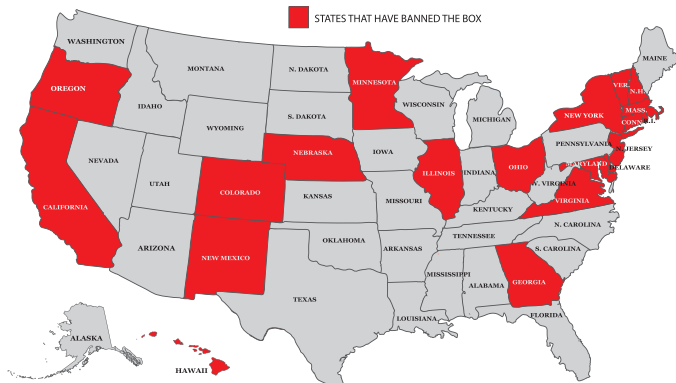 STATES THAT HAVE BANNED THE BOX
WASHINGTON
MONTANA
N. DAKOTA
MINNESOTA
MAINE
VER.
N.H.
OREGON
IDAHO
WYOMING
S. DAKOTA
WISCONSIN
MICHIGAN
NEW YORK
MASS.
CONN.
R.I.
NEVADA
UTAH
COLORADO
NEBRASKA
IOWA
ILLINOIS
INDIANA
OHIO
PENNSYLVANIA
N. JERSEY
MARYLAND
DELAWARE
W. VIRGINIA
VIRGINIA
CALIFORNIA
ARIZONA
NEW MEXICO
KANSAS
MISSOURI
KENTUCKY
N. CAROLINA
TENNESSEE
S. CAROLINA
OKLAHOMA
ARKANSAS
MISSISSIPPI
ALABAMA
GEORGIA
TEXAS
LOUISIANA
FLORIDA
ALASKA
HAWAII